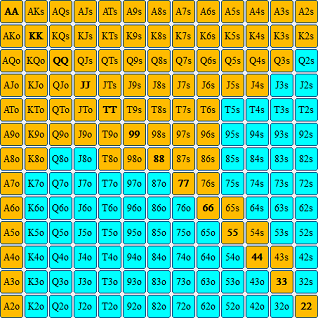 AA AKs AQs AJs ATs A9s A8s A7s A6s A5s A4s A3s A2s
AKo KK KQs KJs KTs K9s K8s K7s K6s K5s K4s K3s K2s
AQo KQo QQ QJs QTs Q9s Q8s Q7s Q6s Q5s Q4s Q3s Q2s
AJo KJo QJo JJ JTs J9s J8s J7s J6s J5s J4s J3s J2s
ATo KTo QTo JTo TT T9s T8s T7s T6s T5s T4s T3s T2s
A9o K9o Q9o J9o T9o 99 98s 97s 96s 95s 94s 93s 92s
A8o K8o Q8o J8o T8o 98o 88 87s 86s 85s 84s 83s 82s
A7o K7o Q7o J7o T7o 97o 87o 77 76s 75s 74s 73s 72s
A6o K6o Q6o J6o T6o 96o 86o 76o 66 65s 64s 63s 62s
A5o K5o Q5o J5o T5o 95o 85o 75o 65o 55 54s 53s 52s
A4o K4o Q4o J4o T4o 94o 84o 74o 64o 54o 44 43s 42s
A3o K3o Q3o J3o T3o 93o 83o 73o 63o 53o 43o 33 32s
A2o K2o Q2o J2o T2o 92o 82o 72o 62o 52o 42o 32o 22